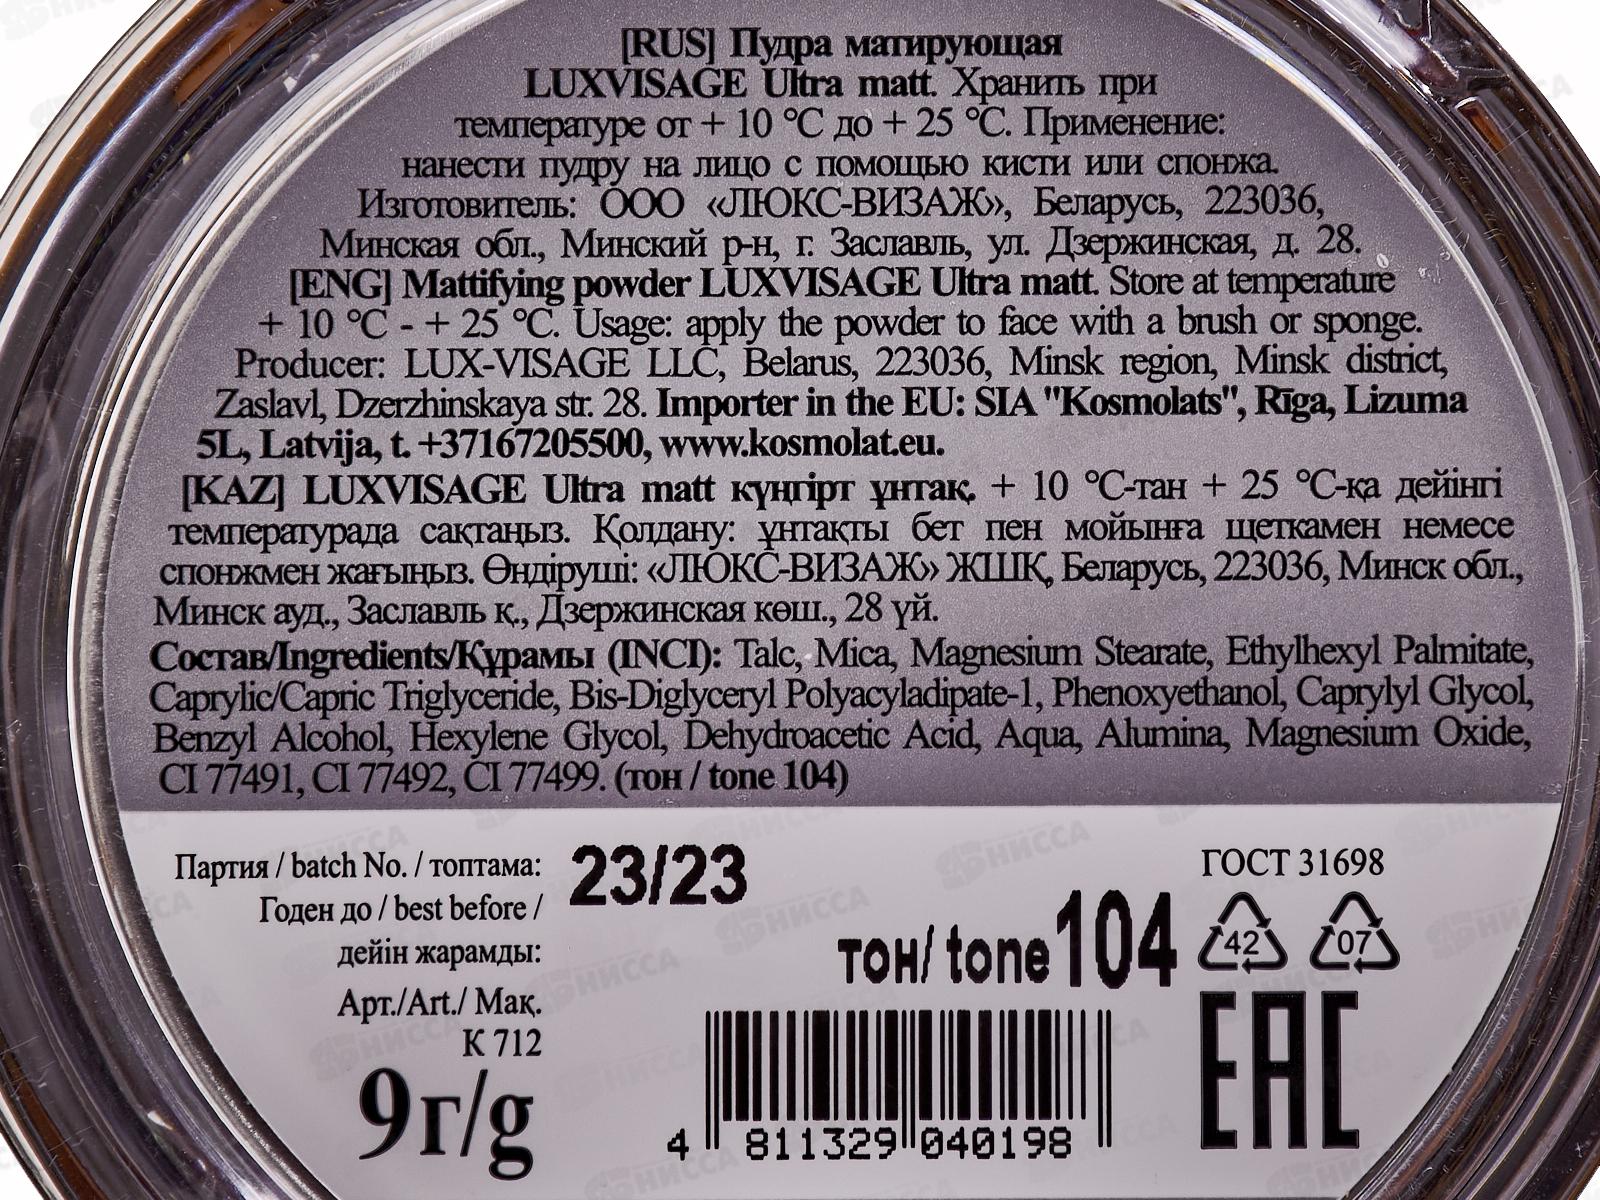 [RUS] Пудра матирующая
LUXVISAGE Ultra matt. Хранить при
температуре от + 10 °C до + 25 °C. Применение:
нанести пудру на лицо с помощью кисти или спонжа.
Изготовитель: ООО «ЛЮКС-ВИЗАЖ», Беларусь, 223036,
Минская обл., Минский р-н, г. Заславль, ул. Дзержинская, д. 28.
[ENG] Mattifying powder LUXVISAGE Ultra matt. Store at temperature
+ 10 °C - + 25 °C. Usage: apply the powder to face with a brush or sponge.
Producer: LUX-VISAGE LLC, Belarus, 223036, Minsk region, Minsk district,
Zaslavl, Dzerzhinskaya str. 28. Importer in the EU: SIA "Kosmolats", Rīga, Lizuma
5L, Latvija, t. +37167205500, www.kosmolat.eu.
[KAZ] LUXVISAGE Ultra matt күңгірт ұнтақ. + 10 °C-тан + 25 °C-қа дейінгі
температурада сақтаңыз. Қолдану: ұнтақты бет пен мойынға щеткамен немесе
спонжмен жағыңыз. Өндіруші: «ЛЮКС-ВИЗАЖ» ЖШҚ, Беларусь, 223036, Минск обл.,
Минск ауд., Заславль қ., Дзержинская көш., 28 үй.
Состав/Ingredients/Құрамы (INCI): Talc, Mica, Magnesium Stearate, Ethylhexyl Palmitate,
Caprylic/Capric Triglyceride, Bis-Diglyceryl Polyacyladipate-1, Phenoxyethanol, Caprylyl Glycol,
Benzyl Alcohol, Hexylene Glycol, Dehydroacetic Acid, Aqua, Alumina, Magnesium Oxide,
CI 77491, CI 77492, CI 77499. (тон / tone 104)
Партия / batch No. / топтама: 23/23
Годен до / best before /
дейін жарамды:
Арт./Art./ Мақ.
К 712
9г/g
тон/ tone 104
ГОСТ 31698
42 07
EAC
4 811329 040198
НИССА